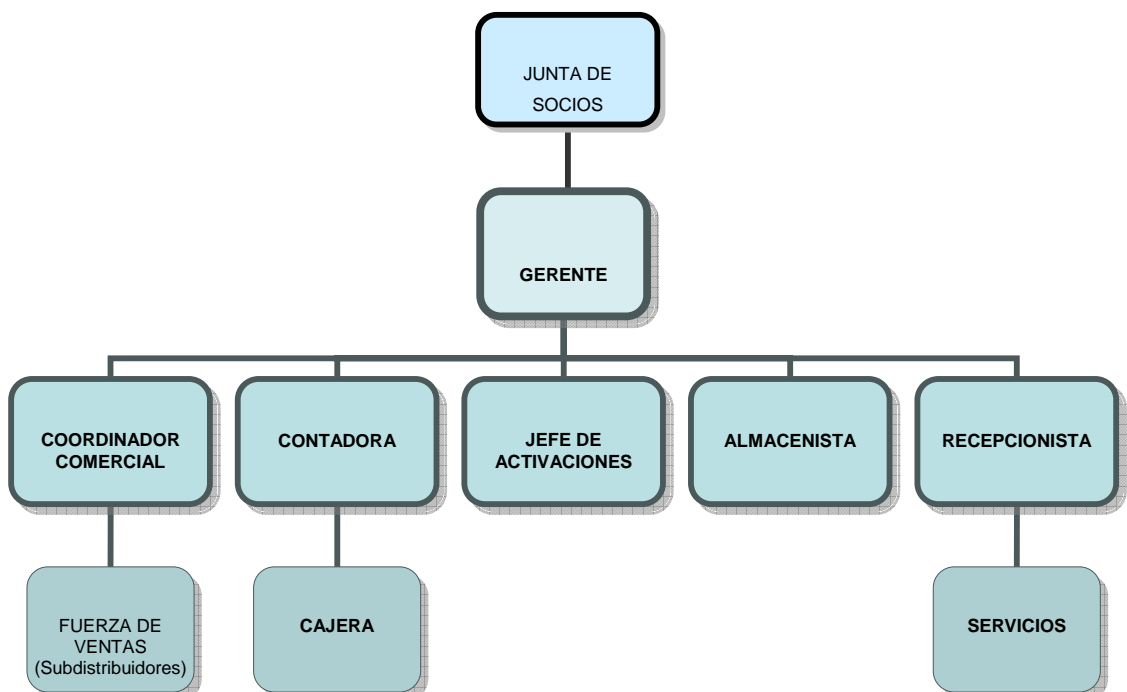 JUNTA DE
SOCIOS
GERENTE
COORDINADOR
COMERCIAL
CONTADORA
JEFE DE
ACTIVACIONES
ALMACENISTA
RECEPCIONISTA
FUERZA DE
VENTAS
(Subdistribuidores)
CAJERA
SERVICIOS